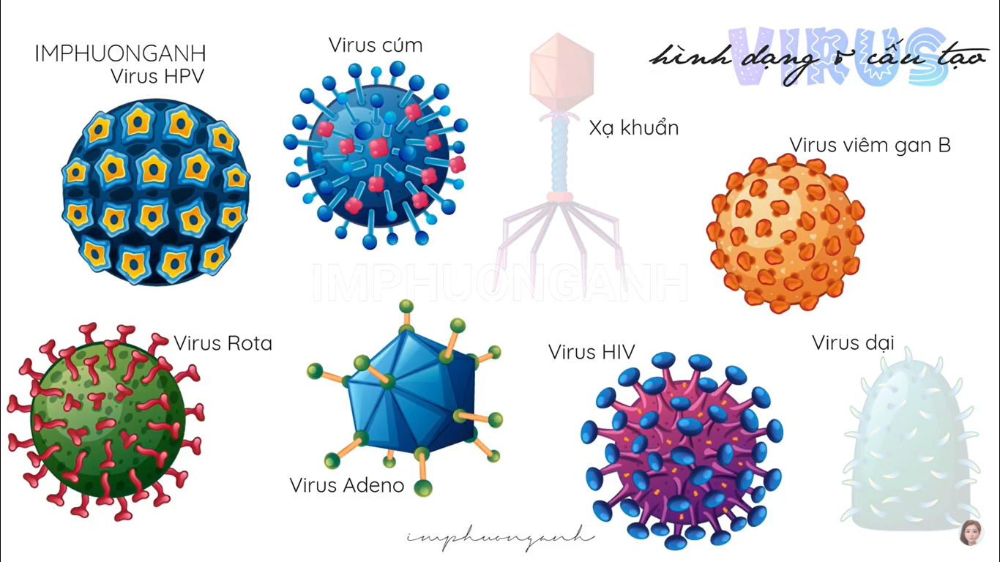 IMPHUONGANH
Virus HPV
Virus cúm
Xạ khuẩn
VIRUS
hình dạng & cấu tạo
Virus viêm gan B
IMPHUONGANH
Virus Rota
Virus Adeno
Virus HIV
Virus dại
imphuonganh